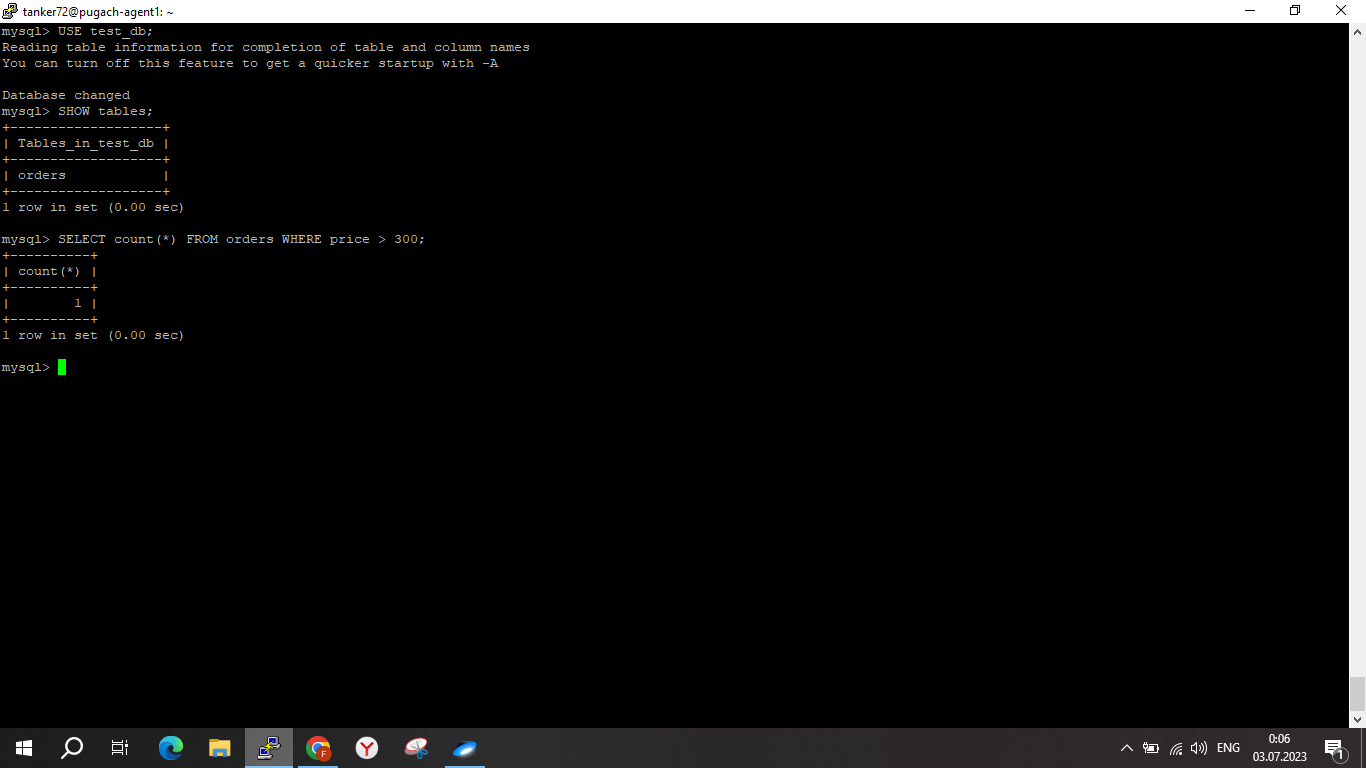 tanker72@pugach-agent1: ~
mysql> USE test_db;
Reading table information for completion of table and column names
You can turn off this feature to get a quicker startup with -A
Database changed
mysql> SHOW tables;
+-------------------+
| Tables_in_test_db |
+-------------------+
| orders            |
+-------------------+
1 row in set (0.00 sec)
mysql> SELECT count(*) FROM orders WHERE price > 300;
+----------+
| count(*) |
+----------+
|        1 |
+----------+
1 row in set (0.00 sec)
mysql>
F
Y
ENG
0:06
03.07.2023
1